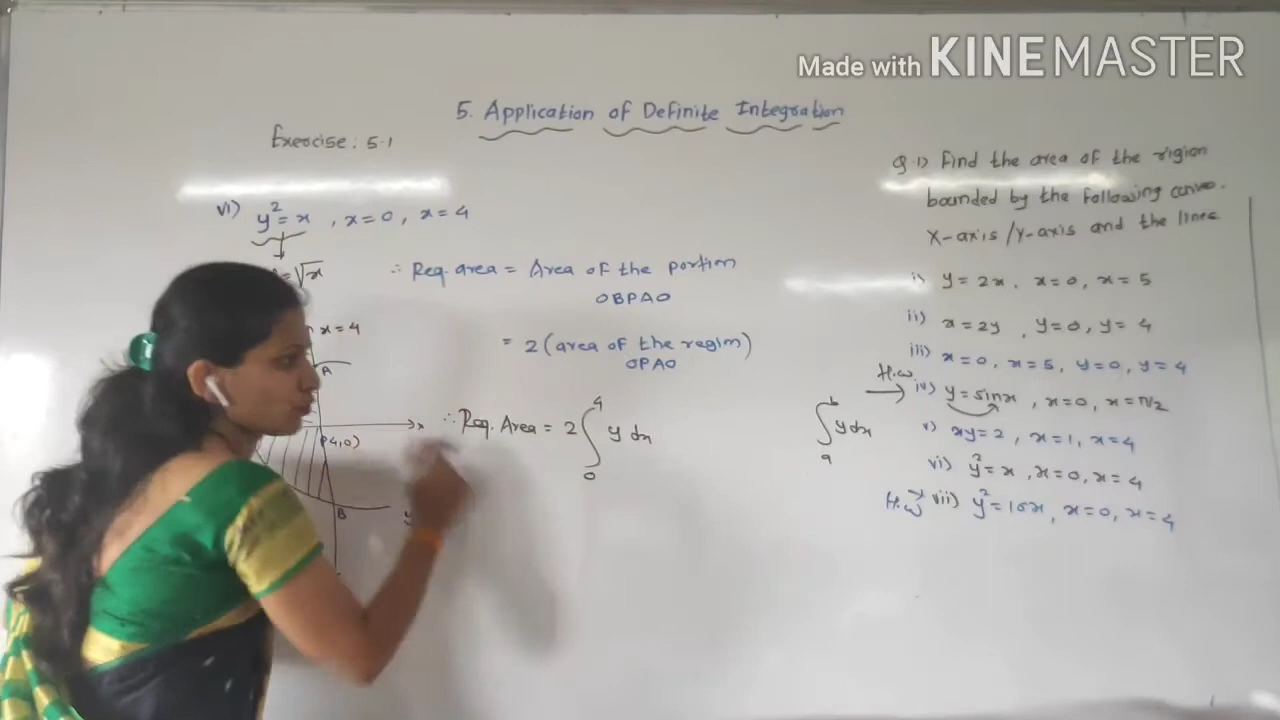 Made with KINEMASTER
5. Application of Definite Integration
Exercise: 5.1
vi) y² = x , x=0, x=4
=√x
x=4
A
x
P(4,0)
B
y
∴ Req. area = Area of the portion
OBPAO
= 2 (area of the region)
OPAO
∴ Req. Area = 2 ∫₀⁴ y dx
∫ₐᵇ y dx
Q.1) Find the area of the rigion
bounded by the following curve.
X-axis /Y-axis and the lines
i) y = 2x . x=0, x=5
ii) x=2y , y=0, y=4
iii) x=0, x=5, y=0, y=4
H.w → iv) y=sinx , x=0, x=π/2
v) xy=2 , x=1, x=4
vi) y²=x , x=0, x=4
H.w vii) y²=16x, x=0, x=4